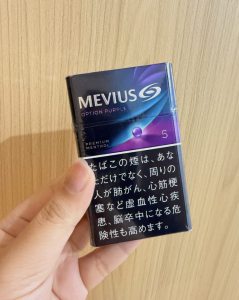 MEVIUS
OPTION PURPLE
PREMIUM
MENTHOL
5
たばこの煙は、あな
ただけでなく、周りの
人が肺がん、心筋梗
塞など虚血性心疾
患、脳卒中になる危
険性も高めます。